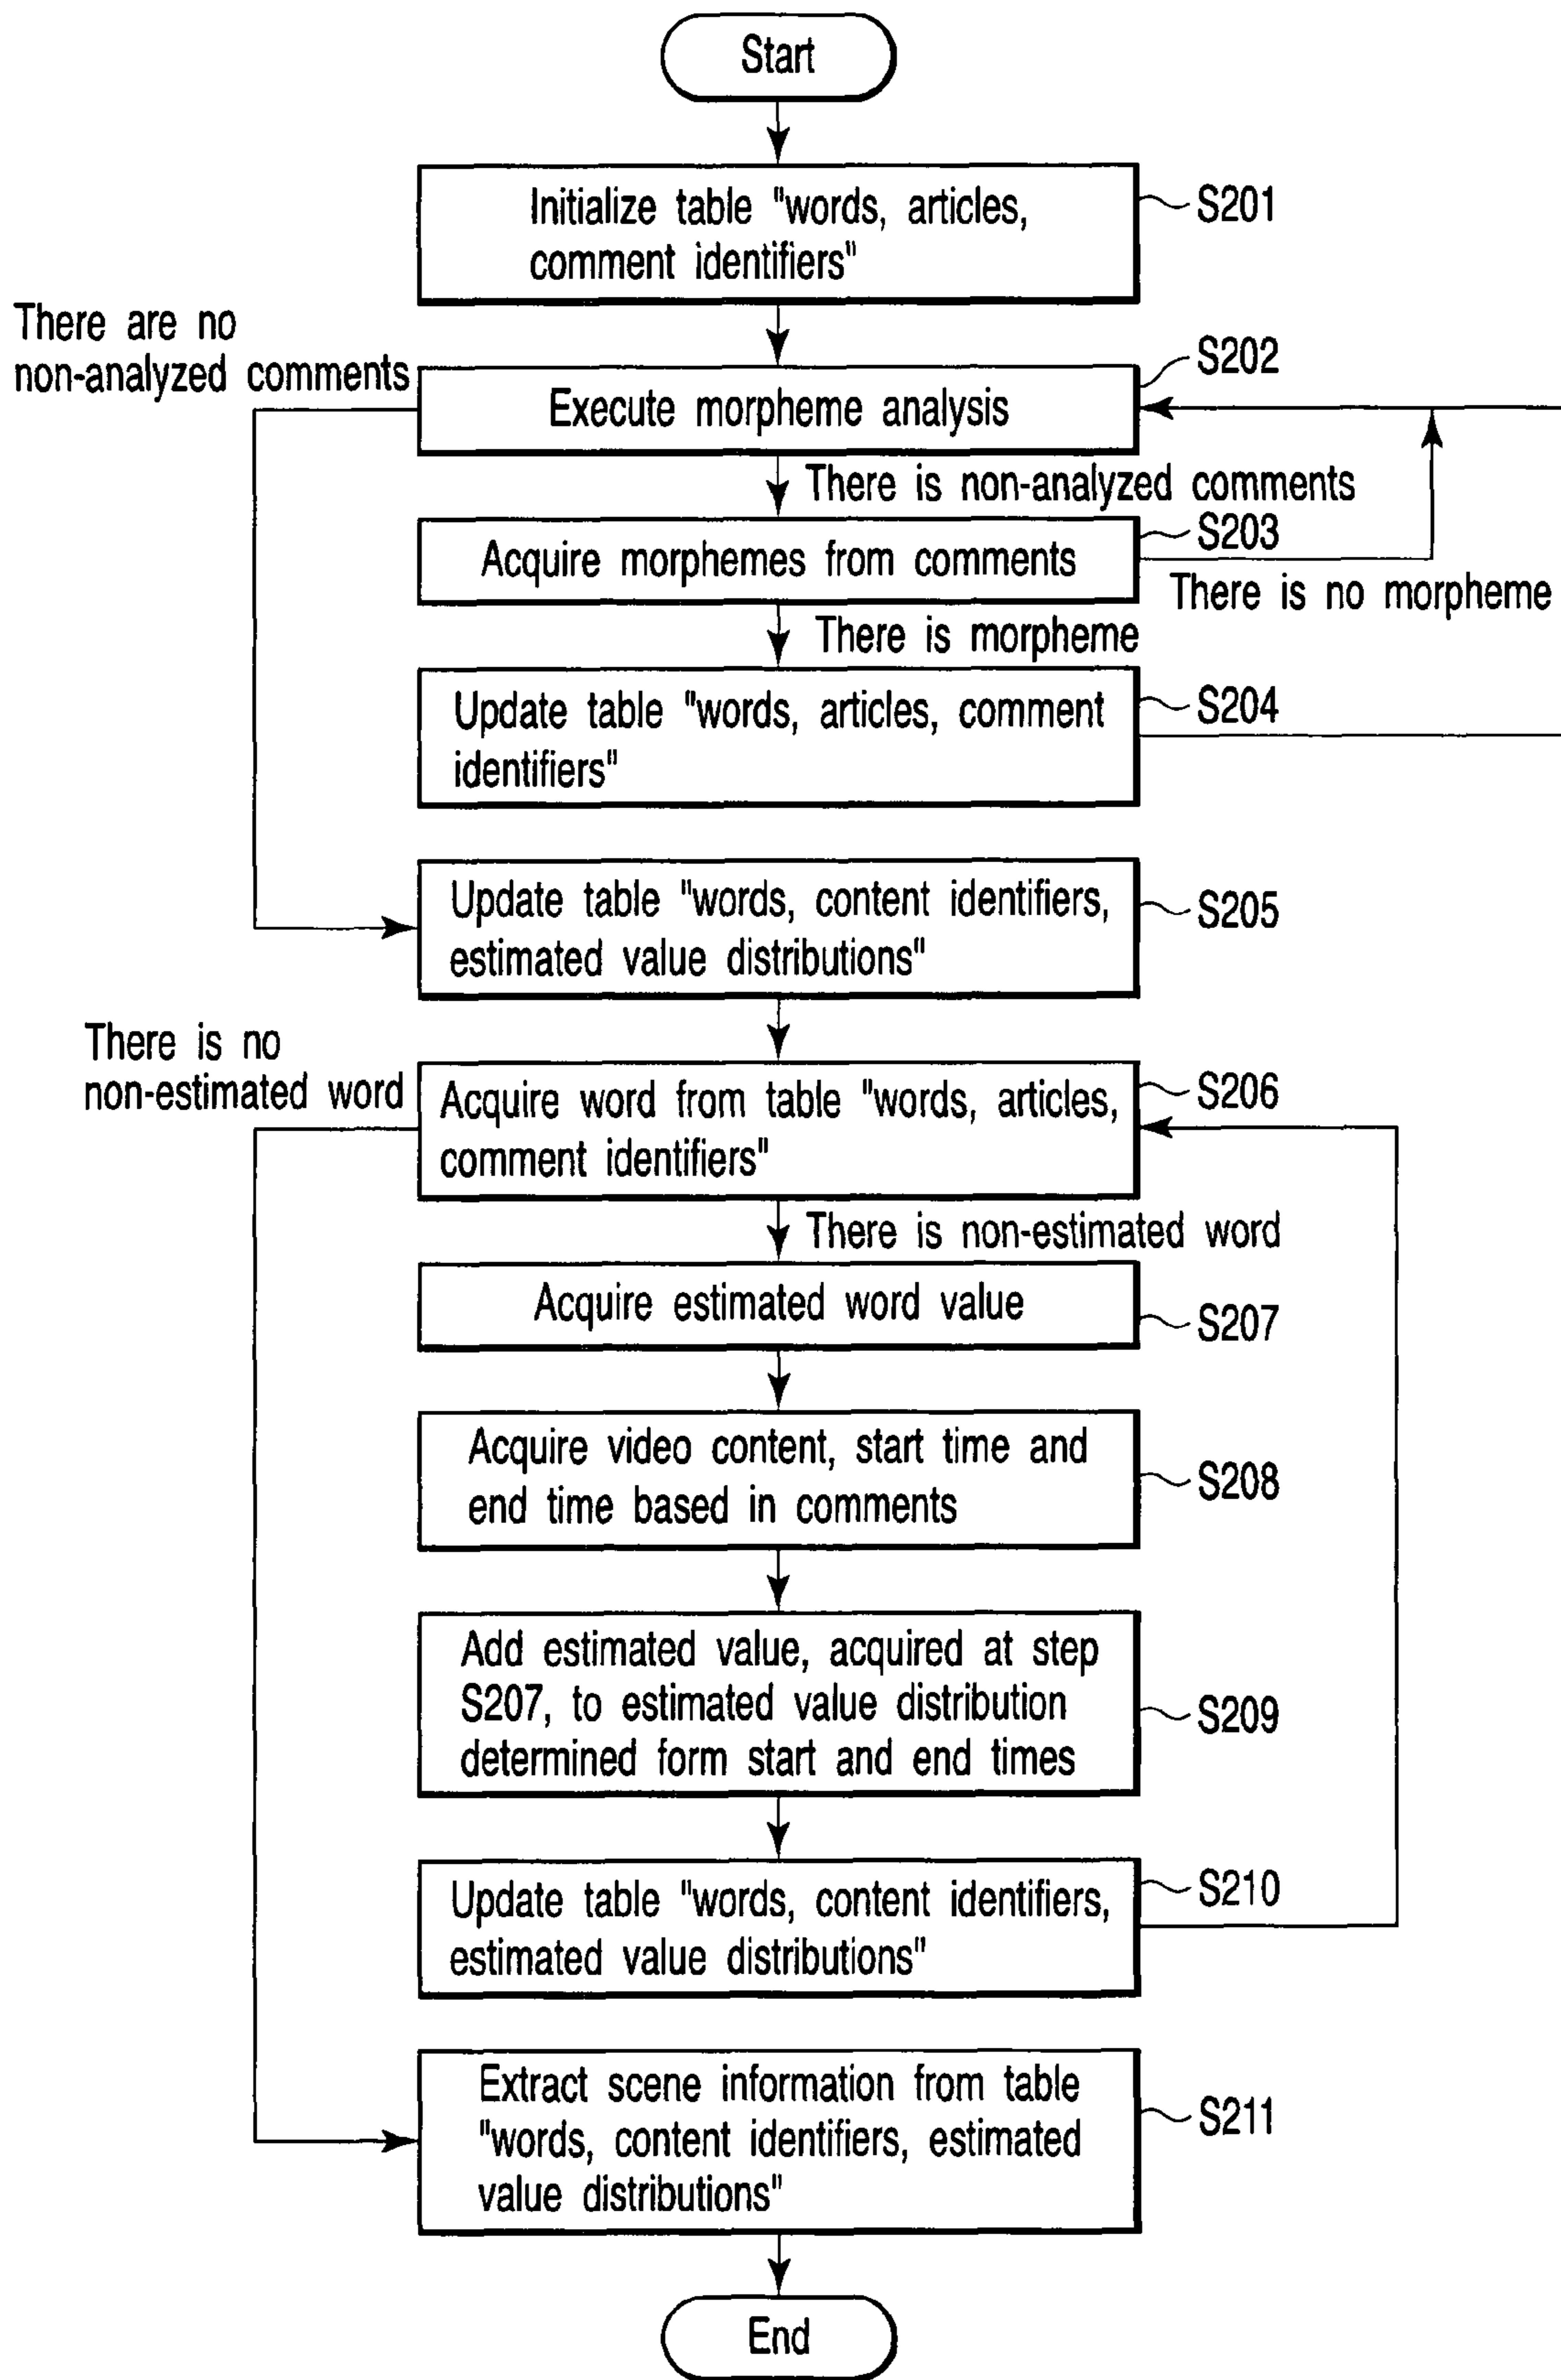 Start
Initialize table "words, articles,
comment identifiers"
S201
There are no
non-analyzed comments
S202
Execute morpheme analysis
There is non-analyzed comments
S203
Acquire morphemes from comments
There is no morpheme
There is morpheme
Update table "words, articles, comment
identifiers"
S204
Update table "words, content identifiers,
estimated value distributions"
S205
There is no
non-estimated word
Acquire word from table "words, articles,
comment identifiers"
S206
There is non-estimated word
Acquire estimated word value
S207
Acquire video content, start time and
end time based in comments
S208
Add estimated value, acquired at step
S207, to estimated value distribution
determined form start and end times
S209
Update table "words, content identifiers,
estimated value distributions"
S210
Extract scene information from table
"words, content identifiers, estimated
value distributions"
S211
End